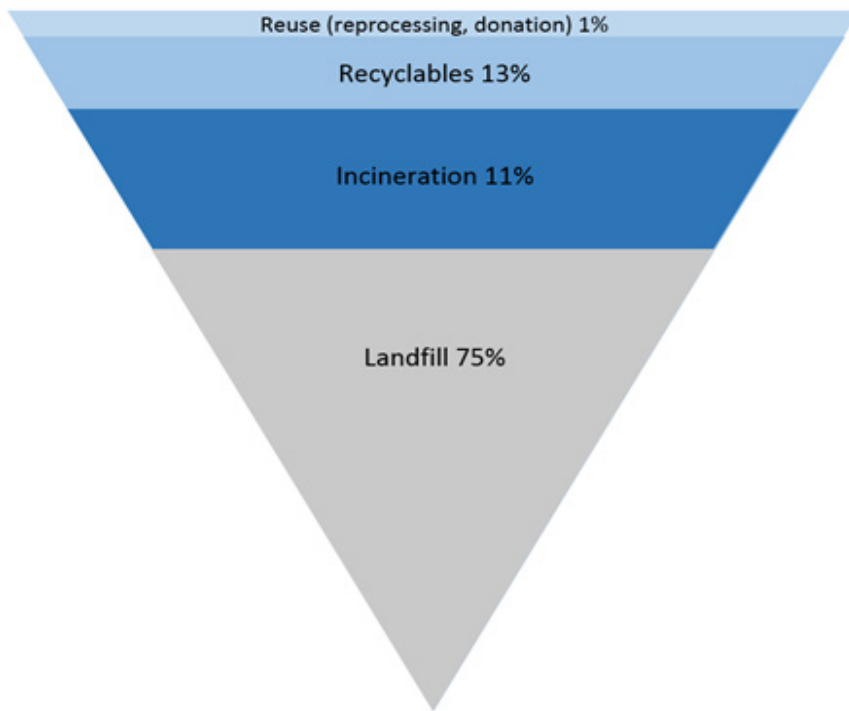 Reuse (reprocessing, donation) 1%
Recyclables 13%
Incineration 11%
Landfill 75%